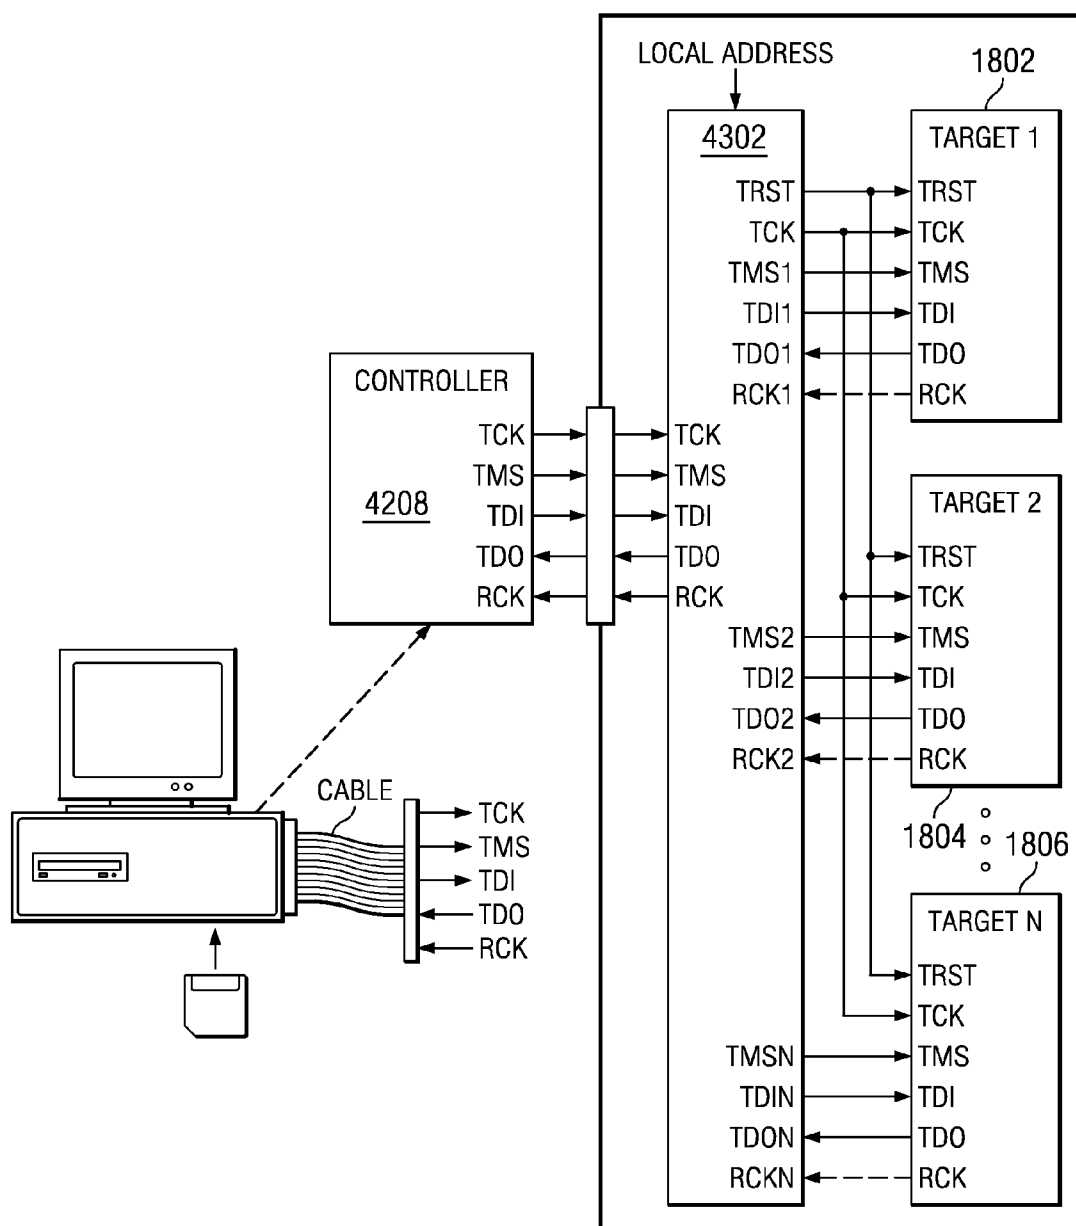 LOCAL ADDRESS
4302
TRST
TCK
TMS1
TDI1
TDO1
RCK1
1802
TARGET 1
TRST
TCK
TMS
TDI
TDO
RCK
CONTROLLER
4208
TCK
TMS
TDI
TDO
RCK
TCK
TMS
TDI
TDO
RCK
TMS2
TDI2
TDO2
RCK2
TARGET 2
TRST
TCK
TMS
TDI
TDO
RCK
1804
CABLE
TCK
TMS
TDI
TDO
RCK
1806
TARGET N
TRST
TCK
TMS
TDI
TDO
RCK
TMSN
TDIN
TDON
RCKN